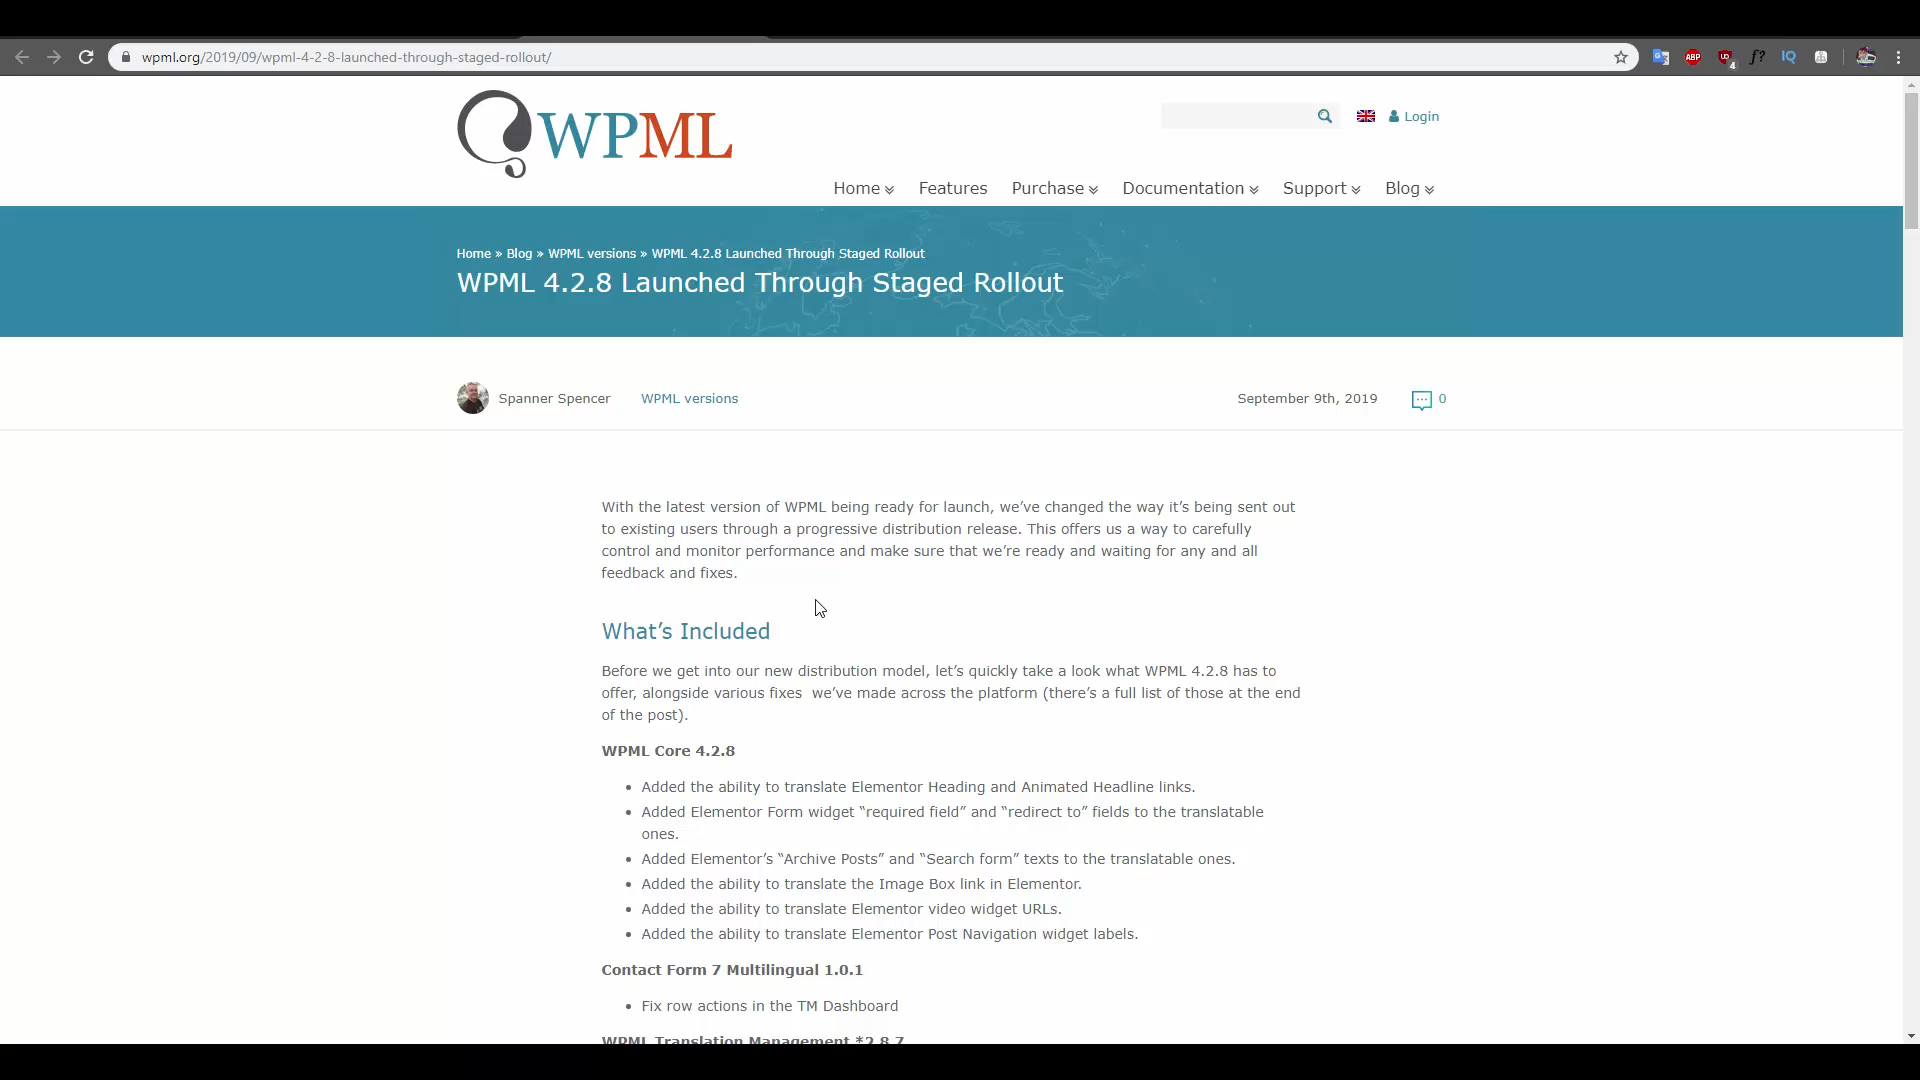 wpml.org/2019/09/wpml-4-2-8-launched-through-staged-rollout/
ABP
4
f?
IQ
WPML
Login
Home Features Purchase Documentation Support Blog
Home » Blog » WPML versions » WPML 4.2.8 Launched Through Staged Rollout
WPML 4.2.8 Launched Through Staged Rollout
Spanner Spencer WPML versions September 9th, 2019 0
With the latest version of WPML being ready for launch, we’ve changed the way it’s being sent out
to existing users through a progressive distribution release. This offers us a way to carefully
control and monitor performance and make sure that we’re ready and waiting for any and all
feedback and fixes.
What’s Included
Before we get into our new distribution model, let’s quickly take a look what WPML 4.2.8 has to
offer, alongside various fixes  we’ve made across the platform (there’s a full list of those at the end
of the post).
WPML Core 4.2.8
• Added the ability to translate Elementor Heading and Animated Headline links.
• Added Elementor Form widget “required field” and “redirect to” fields to the translatable
ones.
• Added Elementor’s “Archive Posts” and “Search form” texts to the translatable ones.
• Added the ability to translate the Image Box link in Elementor.
• Added the ability to translate Elementor video widget URLs.
• Added the ability to translate Elementor Post Navigation widget labels.
Contact Form 7 Multilingual 1.0.1
• Fix row actions in the TM Dashboard
WPML Translation Management *2.8.7